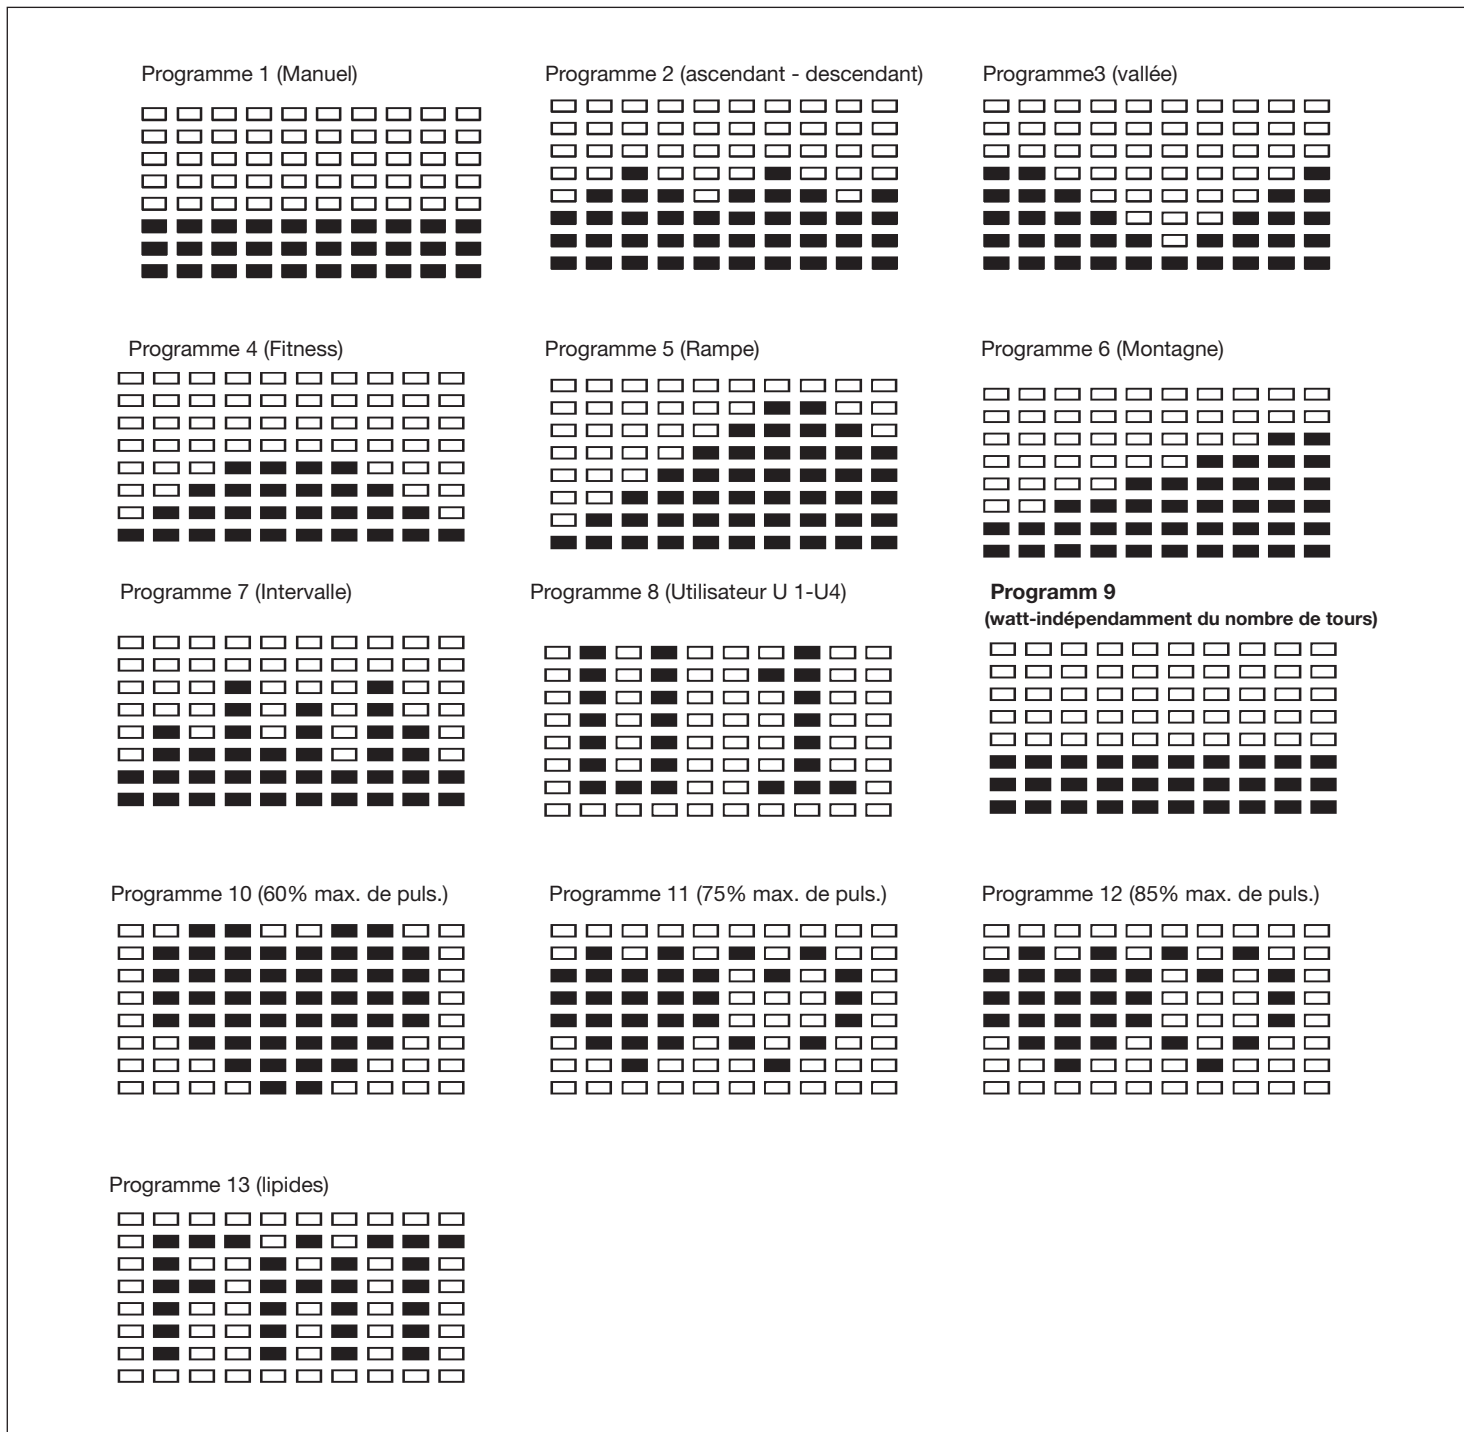 Programme 1 (Manuel)
Programme 2 (ascendant - descendant)
Programme3 (vallée)
Programme 4 (Fitness)
Programme 5 (Rampe)
Programme 6 (Montagne)
Programme 7 (Intervalle)
Programme 8 (Utilisateur U 1-U4)
Programm 9
(watt-indépendamment du nombre de tours)
Programme 10 (60% max. de puls.)
Programme 11 (75% max. de puls.)
Programme 12 (85% max. de puls.)
Programme 13 (lipides)